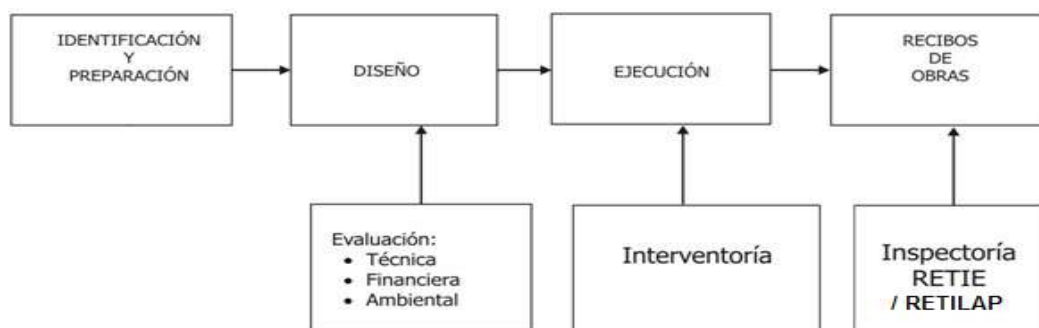 IDENTIFICACIÓN
Y
PREPARACIÓN
DISEÑO
EJECUCIÓN
RECIBOS
DE
OBRAS
Evaluación:
• Técnica
• Financiera
• Ambiental
Interventoría
Inspectoría
RETIE
/ RETILAP